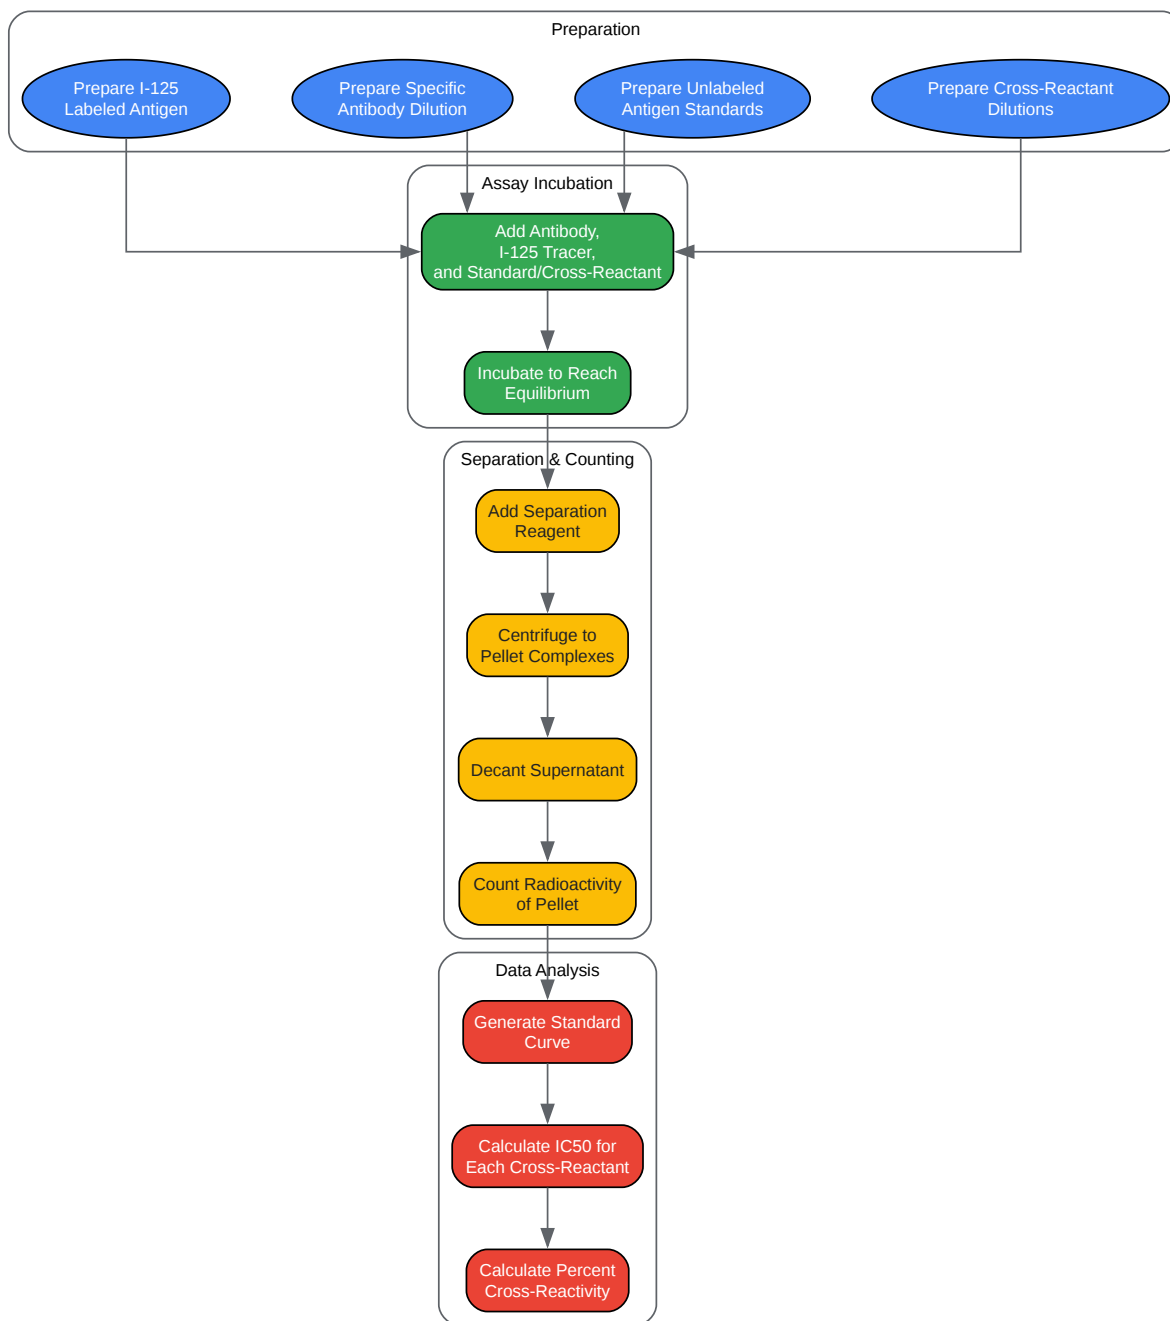 Preparation
Prepare I-125
Labeled Antigen
Prepare Specific
Antibody Dilution
Prepare Unlabeled
Antigen Standards
Prepare Cross-Reactant
Dilutions
Assay Incubation
Add Antibody,
I-125 Tracer,
and Standard/Cross-Reactant
Incubate to Reach
Equilibrium
Separation & Counting
Add Separation
Reagent
Centrifuge to
Pellet Complexes
Decant Supernatant
Count Radioactivity
of Pellet
Data Analysis
Generate Standard
Curve
Calculate IC50 for
Each Cross-Reactant
Calculate Percent
Cross-Reactivity